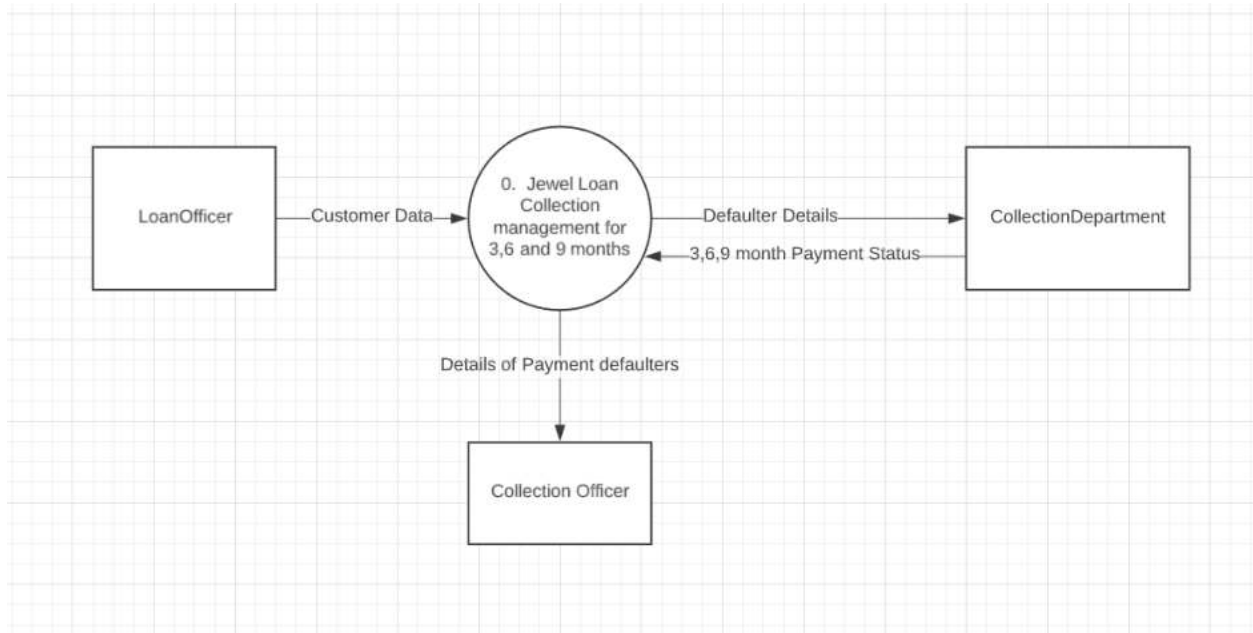 LoanOfficer
Customer Data
0. Jewel Loan
Collection
management for
3,6 and 9 months
Defaulter Details
3,6,9 month Payment Status
CollectionDepartment
Details of Payment defaulters
Collection Officer